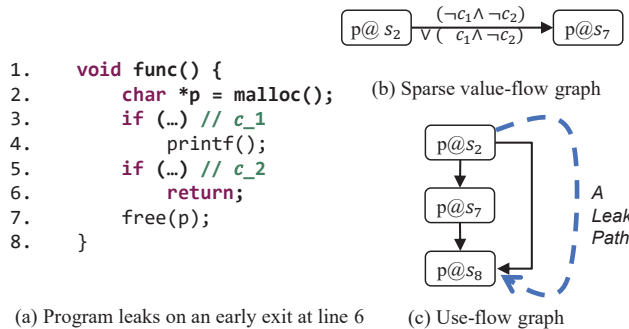 1. void func() {
2. char *p = malloc();
3. if (…) // c_1
4. printf();
5. if (…) // c_2
6. return;
7. free(p);
8. }
(a) Program leaks on an early exit at line 6
p@ s₂
(¬c₁∧ ¬c₂)
∨ ( c₁∧ ¬c₂)
p@s₇
(b) Sparse value-flow graph
p@s₂
p@s₇
p@s₈
A
Leak
Path
(c) Use-flow graph